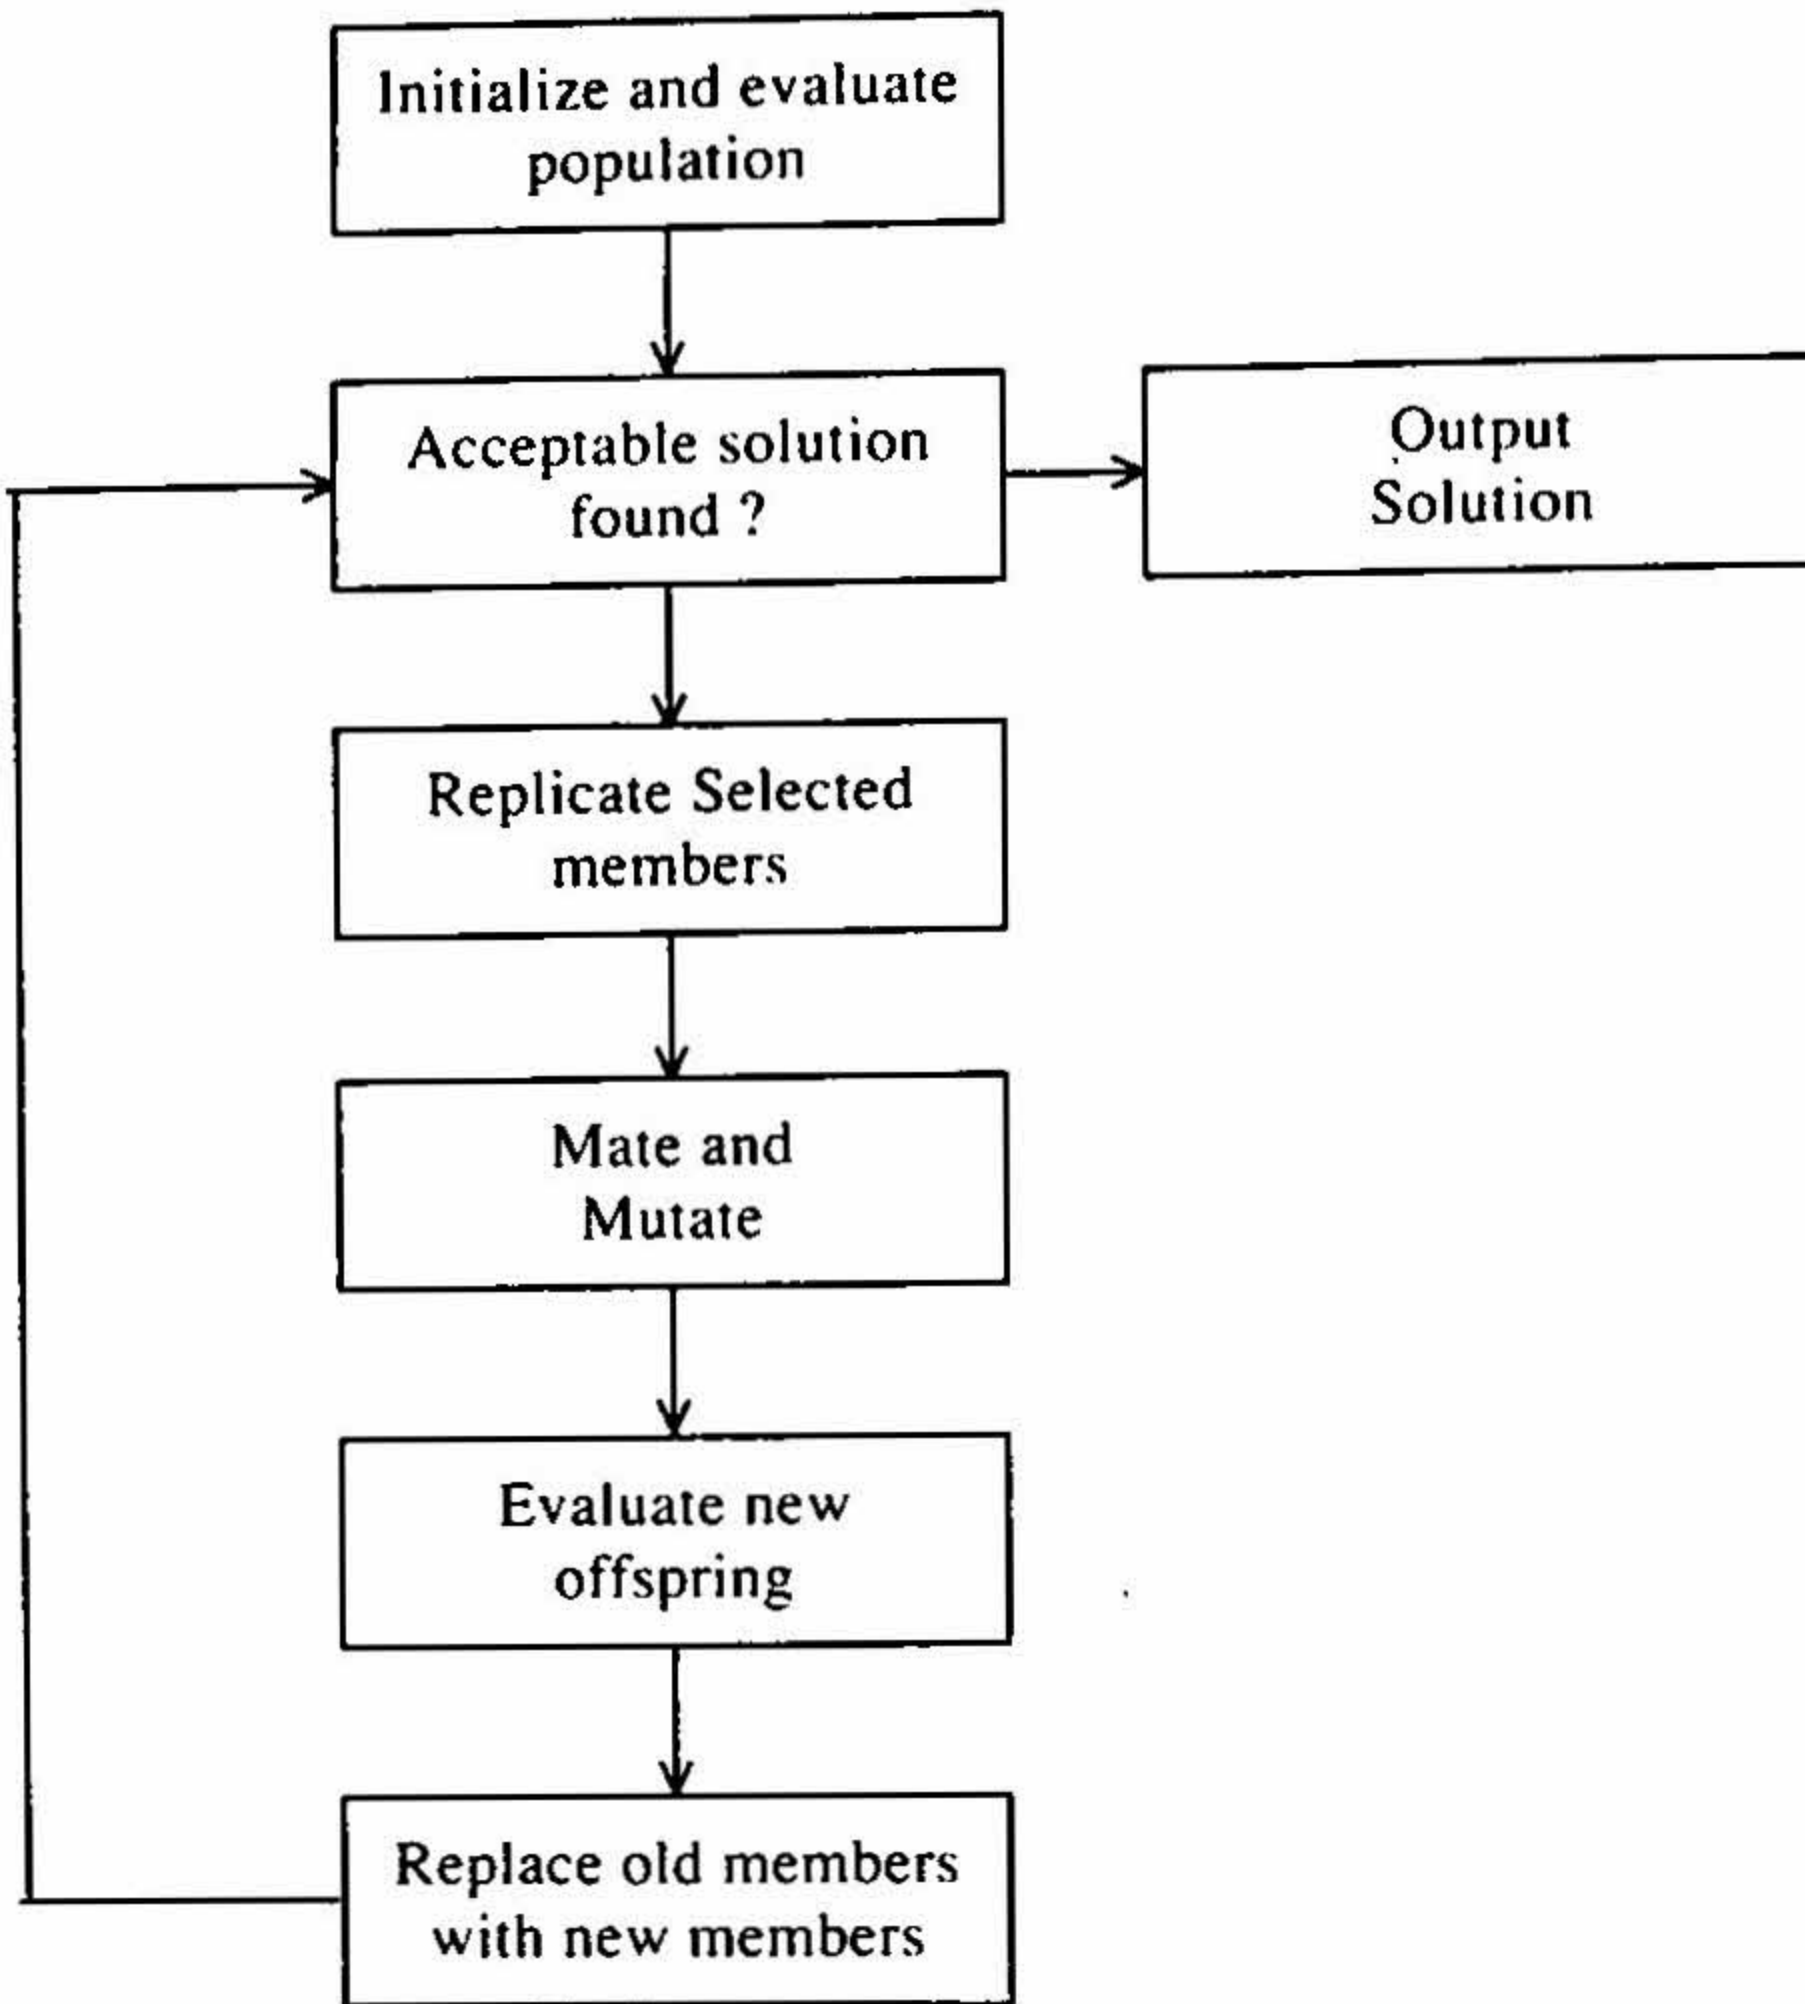 Initialize and evaluate
population
Acceptable solution
found ?
Output
Solution
Replicate Selected
members
Mate and
Mutate
Evaluate new
offspring
Replace old members
with new members